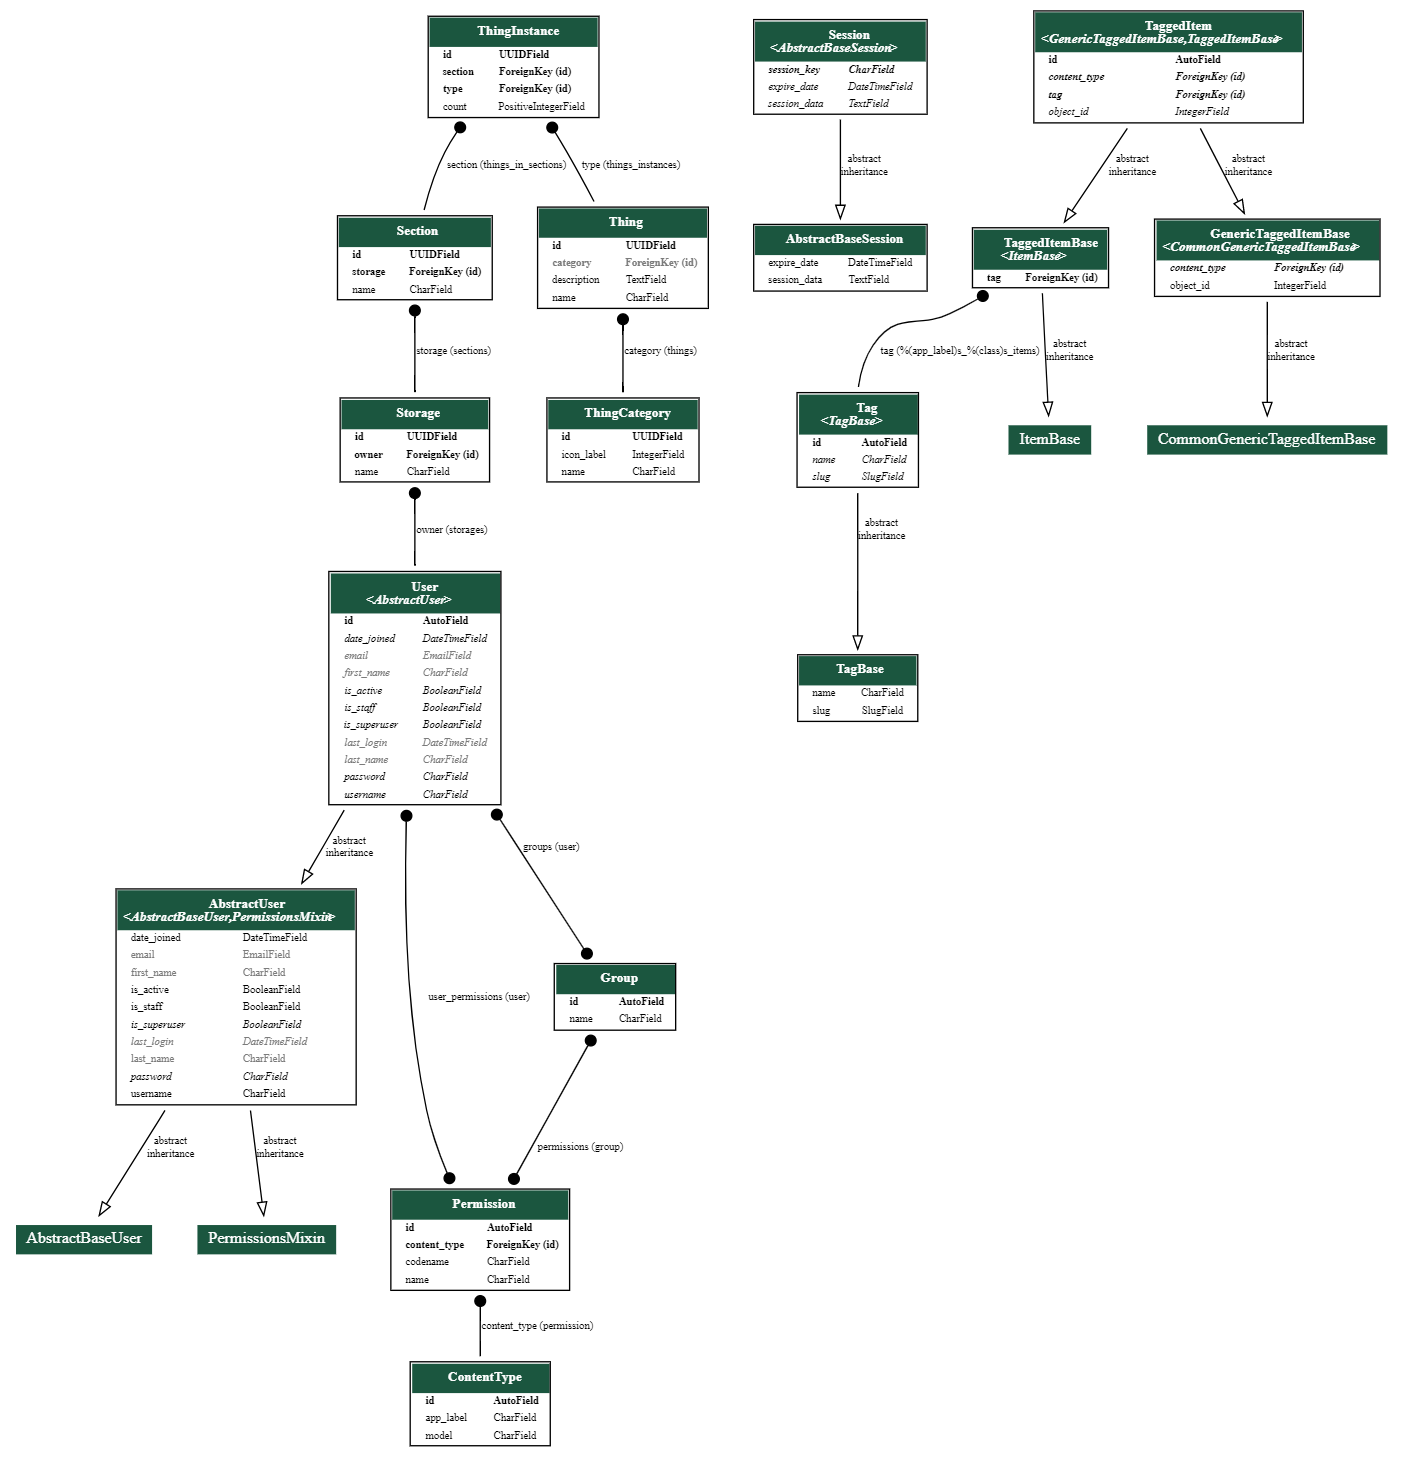 ThingInstance
id UUIDField
section ForeignKey (id)
type ForeignKey (id)
count PositiveIntegerField
Session
<AbstractBaseSession>
session_key CharField
expire_date DateTimeField
session_data TextField
TaggedItem
<GenericTaggedItemBase,TaggedItemBase>
id AutoField
content_type ForeignKey (id)
tag ForeignKey (id)
object_id IntegerField
section (things_in_sections)
type (things_instances)
abstract
inheritance
abstract
inheritance
abstract
inheritance
Section
id UUIDField
storage ForeignKey (id)
name CharField
Thing
id UUIDField
category ForeignKey (id)
description TextField
name CharField
AbstractBaseSession
expire_date DateTimeField
session_data TextField
TaggedItemBase
<ItemBase>
tag ForeignKey (id)
GenericTaggedItemBase
<CommonGenericTaggedItemBase>
content_type ForeignKey (id)
object_id IntegerField
storage (sections)
category (things)
tag (%(app_label)s_%(class)s_items)
abstract
inheritance
abstract
inheritance
Storage
id UUIDField
owner ForeignKey (id)
name CharField
ThingCategory
id UUIDField
icon_label IntegerField
name CharField
Tag
<TagBase>
id AutoField
name CharField
slug SlugField
ItemBase
CommonGenericTaggedItemBase
owner (storages)
abstract
inheritance
User
<AbstractUser>
id AutoField
date_joined DateTimeField
email EmailField
first_name CharField
is_active BooleanField
is_staff BooleanField
is_superuser BooleanField
last_login DateTimeField
last_name CharField
password CharField
username CharField
TagBase
name CharField
slug SlugField
abstract
inheritance
groups (user)
AbstractUser
<AbstractBaseUser,PermissionsMixin>
date_joined DateTimeField
email EmailField
first_name CharField
is_active BooleanField
is_staff BooleanField
is_superuser BooleanField
last_login DateTimeField
last_name CharField
password CharField
username CharField
user_permissions (user)
Group
id AutoField
name CharField
abstract
inheritance
abstract
inheritance
permissions (group)
AbstractBaseUser
PermissionsMixin
Permission
id AutoField
content_type ForeignKey (id)
codename CharField
name CharField
content_type (permission)
ContentType
id AutoField
app_label CharField
model CharField